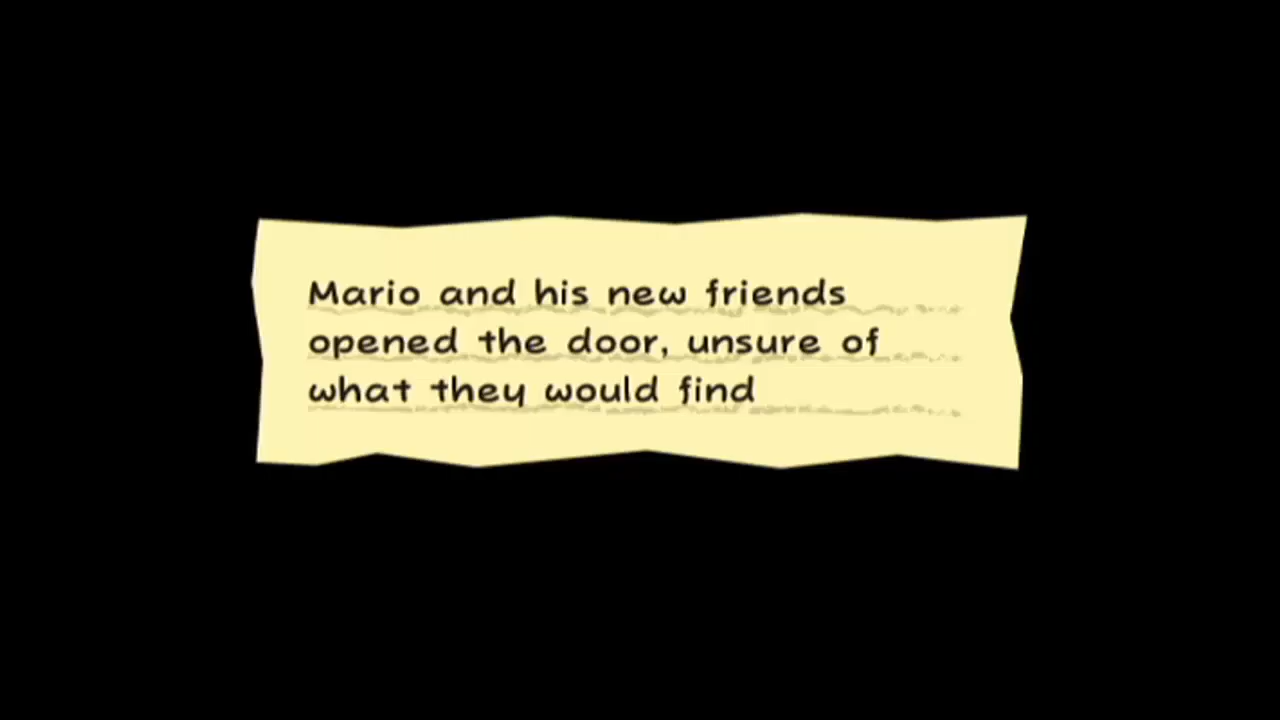 Mario and his new friends
opened the door, unsure of
what they would find